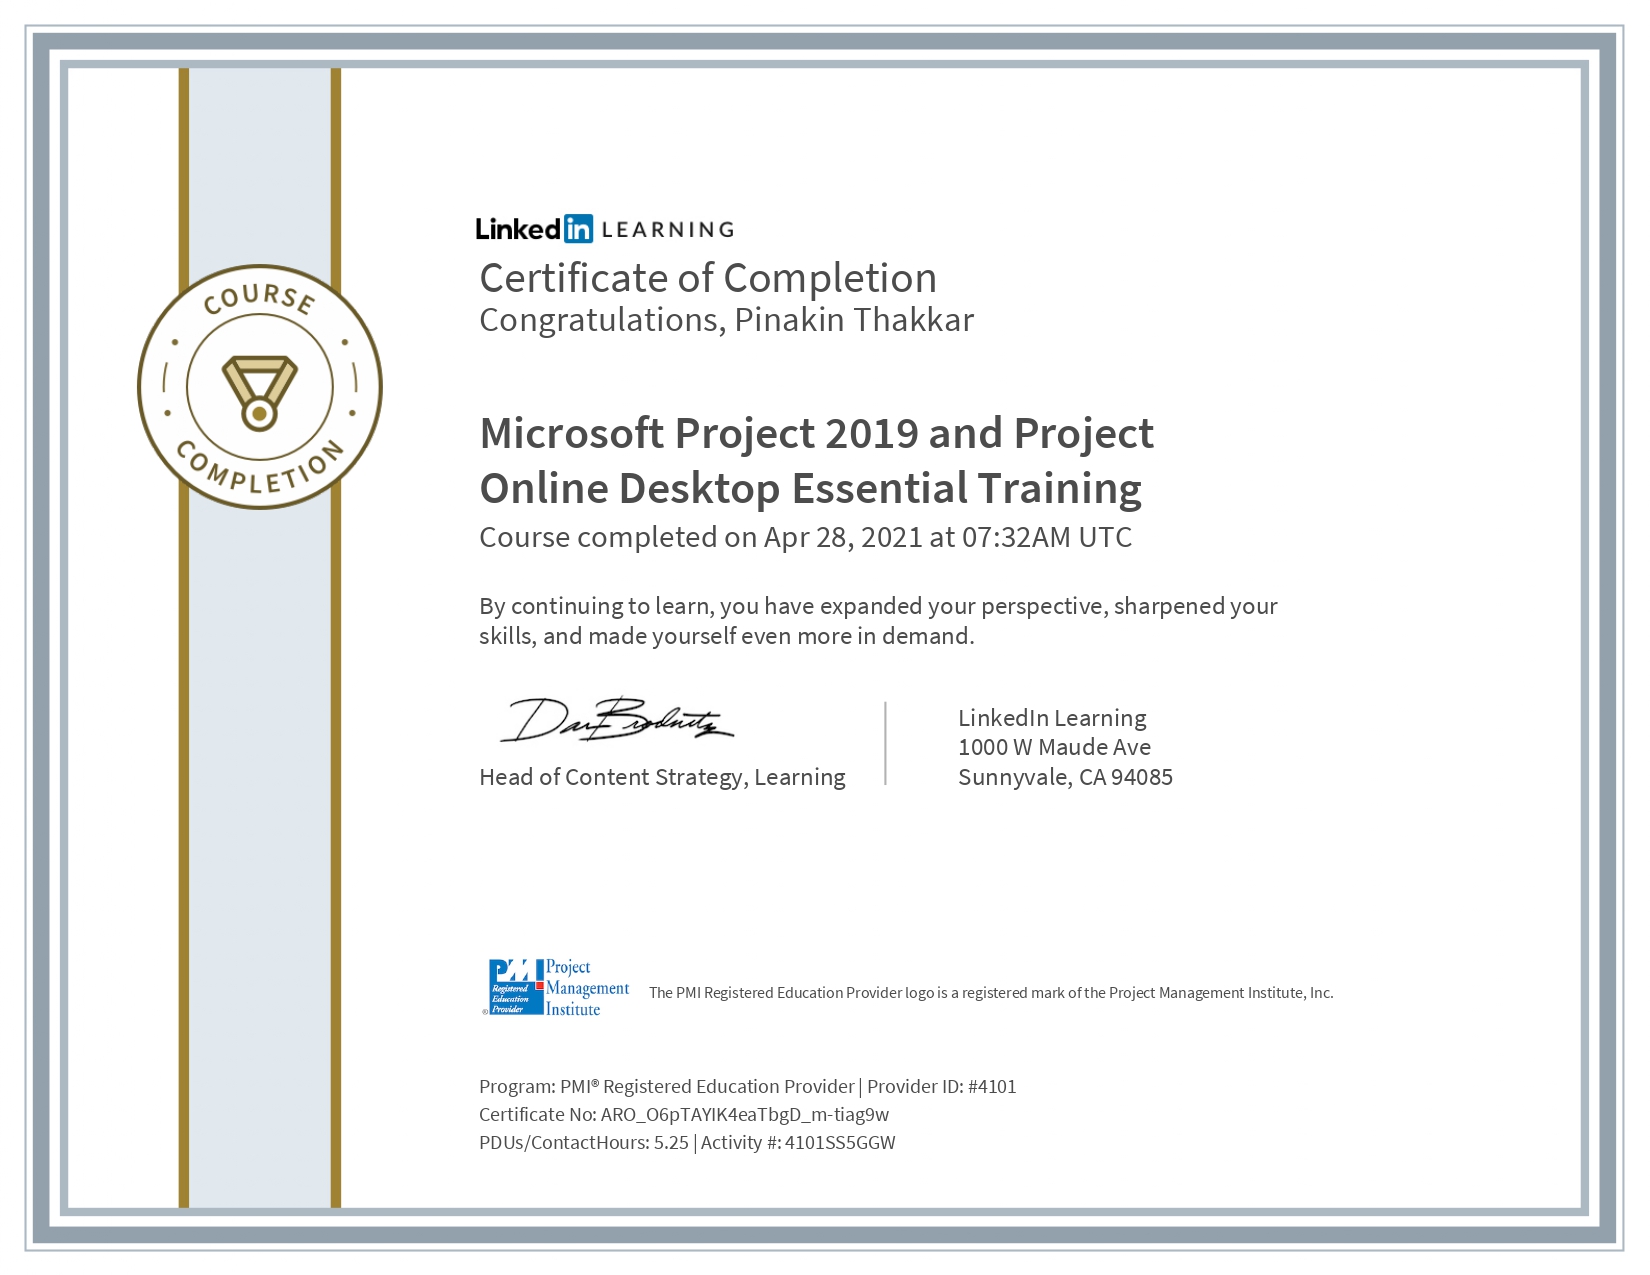 COURSE
COMPLETION
Linked in LEARNING
Certificate of Completion
Congratulations, Pinakin Thakkar
Microsoft Project 2019 and Project
Online Desktop Essential Training
Course completed on Apr 28, 2021 at 07:32AM UTC
By continuing to learn, you have expanded your perspective, sharpened your
skills, and made yourself even more in demand.
Dan Brodnitz
Head of Content Strategy, Learning
LinkedIn Learning
1000 W Maude Ave
Sunnyvale, CA 94085
PMI
Registered
Education
Provider
®
Project
Management
Institute
The PMI Registered Education Provider logo is a registered mark of the Project Management Institute, Inc.
Program: PMI® Registered Education Provider | Provider ID: #4101
Certificate No: ARO_O6pTAYIK4eaTbgD_m-tiag9w
PDUs/ContactHours: 5.25 | Activity #: 4101SS5GGW